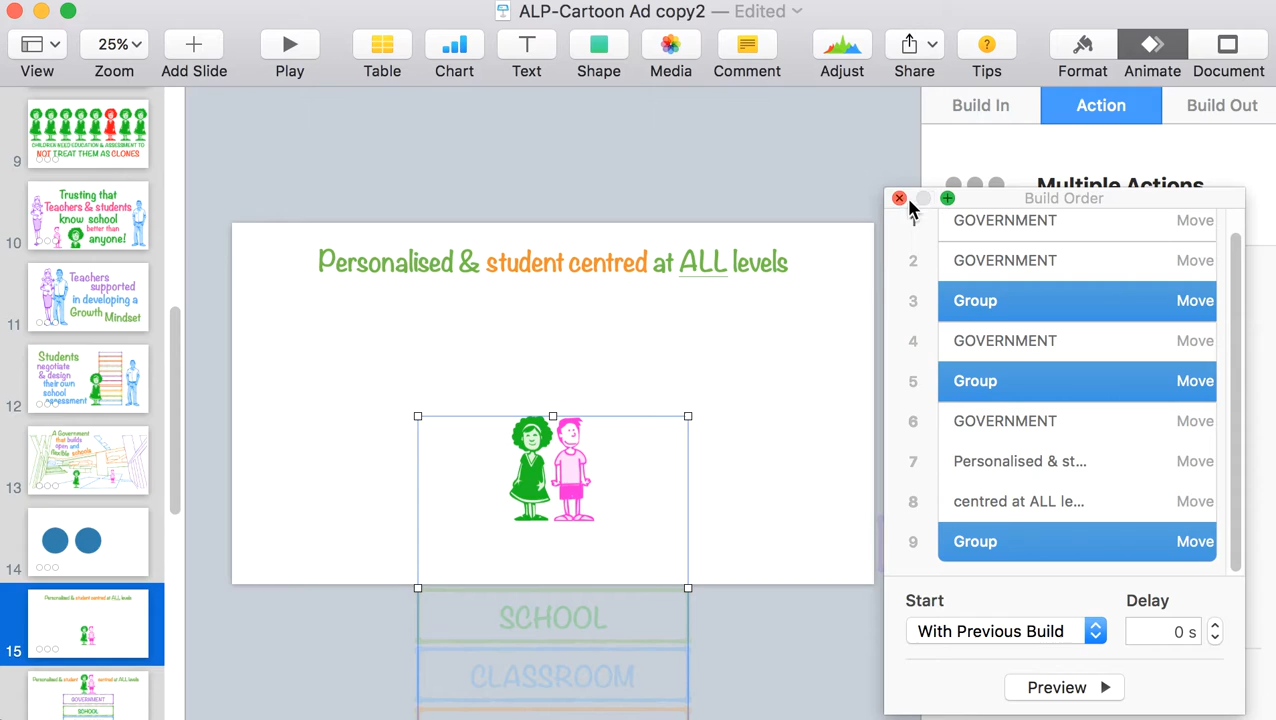 ALP-Cartoon Ad copy2 — Edited
25%
View Zoom Add Slide Play Table Chart Text Shape Media Comment Adjust Share Tips Format Animate Document
Build In Action Build Out
Multiple Actions
Build Order
1 GOVERNMENT Move
2 GOVERNMENT Move
3 Group Move
4 GOVERNMENT Move
5 Group Move
6 GOVERNMENT Move
7 Personalised & st... Move
8 centred at ALL le... Move
9 Group Move
Start Delay
With Previous Build 0 s
Preview
Personalised & student centred at ALL levels
SCHOOL
CLASSROOM
9
CHILDREN NEED EDUCATION & ASSESSMENT TO
NOT TREAT THEM AS CLONES
10
Trusting that
Teachers & students
know school
better than
anyone!
11
Teachers
supported
in developing a
Growth
Mindset
12
Students
negotiate
& design
their own
school
assessment
13
A Government
that builds
open and
flexible schools
14
15
Personalised & student centred at ALL levels
Personalised & student centred at ALL levels
GOVERNMENT
SCHOOL